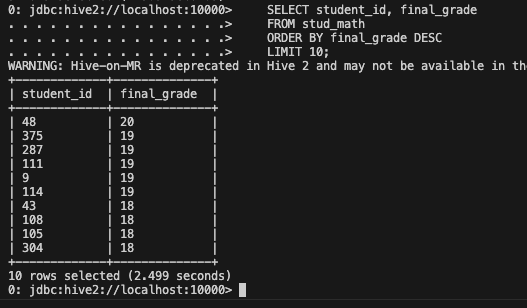 0: jdbc:hive2://localhost:10000> SELECT student_id, final_grade
. . . . . . . . . . . . . . . .> FROM stud_math
. . . . . . . . . . . . . . . .> ORDER BY final_grade DESC
. . . . . . . . . . . . . . . .> LIMIT 10;
WARNING: Hive-on-MR is deprecated in Hive 2 and may not be available in the
+-------------+--------------+
| student_id | final_grade |
+-------------+--------------+
| 48 | 20 |
| 375 | 19 |
| 287 | 19 |
| 111 | 19 |
| 9 | 19 |
| 114 | 19 |
| 43 | 18 |
| 108 | 18 |
| 105 | 18 |
| 304 | 18 |
+-------------+--------------+
10 rows selected (2.499 seconds)
0: jdbc:hive2://localhost:10000>